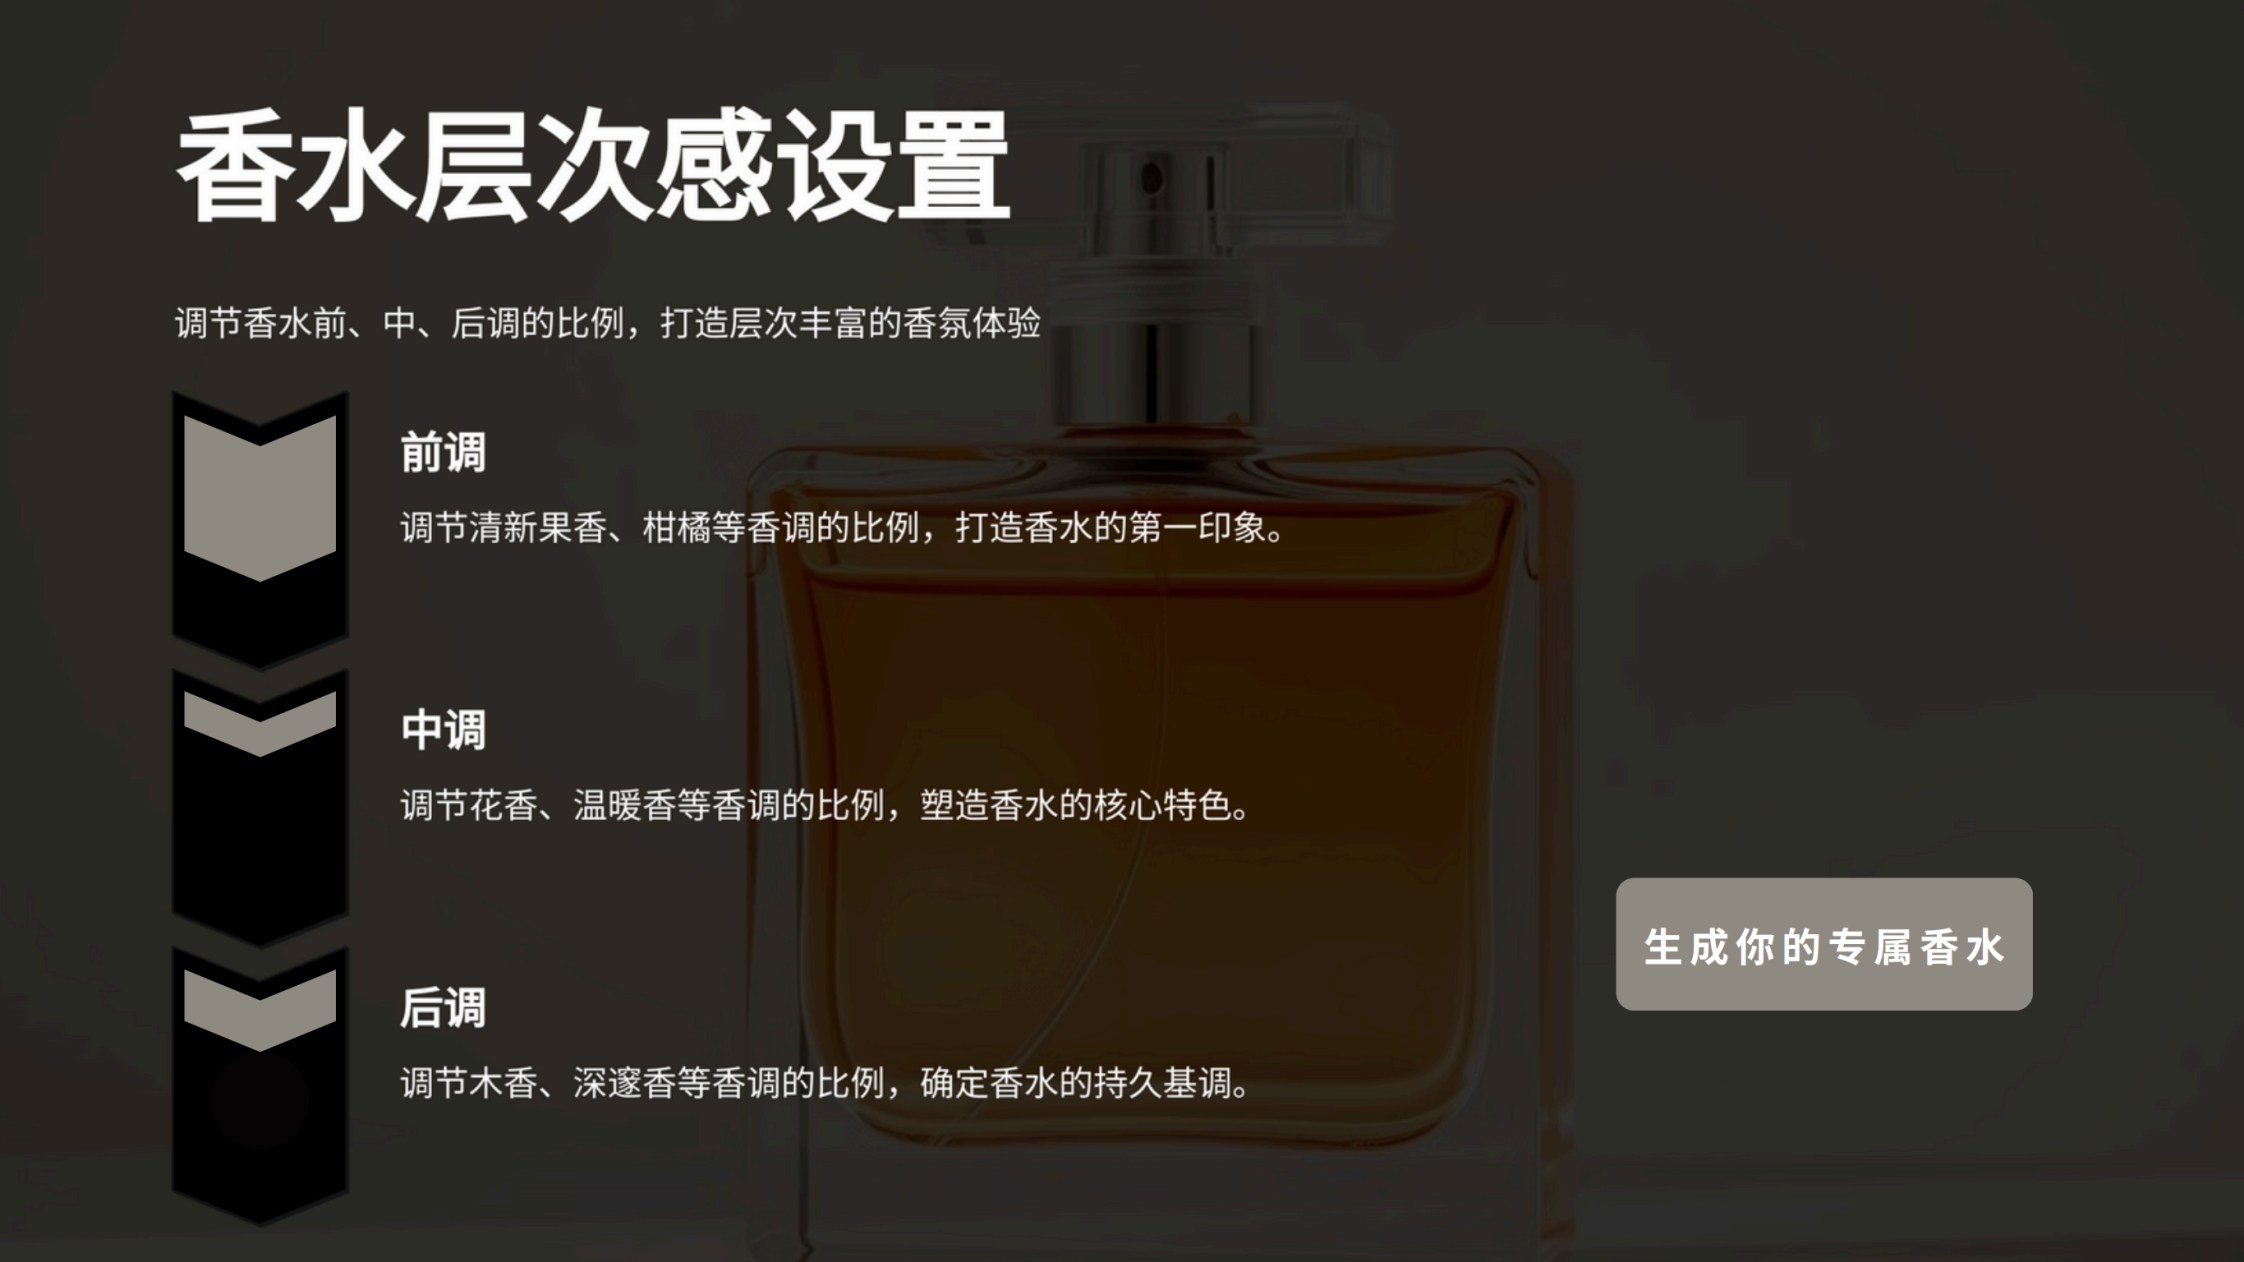 香水层次感设置
调节香水前、中、后调的比例，打造层次丰富的香氛体验
前调
调节清新果香、柑橘等香调的比例，打造香水的第一印象。
中调
调节花香、温暖香等香调的比例，塑造香水的核心特色。
后调
调节木香、深邃香等香调的比例，确定香水的持久基调。
生成你的专属香水